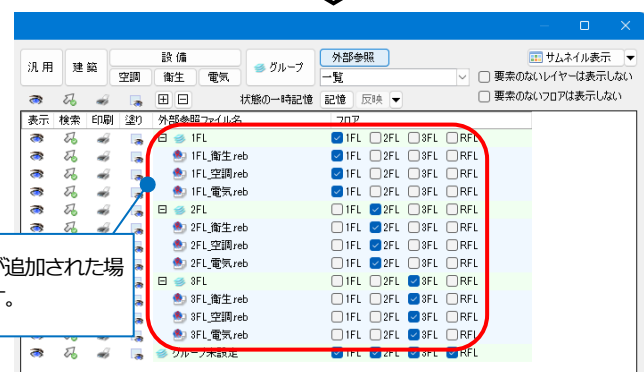 汎用 建築 設備 グループ 外部参照 サムネイル表示
空調 衛生 電気 一覧 要素のないレイヤーは表示しない
状態の一時記憶 記憶 反映 要素のないフロアは表示しない
表示 検索 印刷 塗り 外部参照ファイル名 フロア
1FL 1FL 2FL 3FL RFL
1FL_衛生.reb 1FL 2FL 3FL RFL
1FL_空調.reb 1FL 2FL 3FL RFL
1FL_電気.reb 1FL 2FL 3FL RFL
2FL 1FL 2FL 3FL RFL
2FL_衛生.reb 1FL 2FL 3FL RFL
2FL_空調.reb 1FL 2FL 3FL RFL
2FL_電気.reb 1FL 2FL 3FL RFL
3FL 1FL 2FL 3FL RFL
3FL_衛生.reb 1FL 2FL 3FL RFL
3FL_空調.reb 1FL 2FL 3FL RFL
3FL_電気.reb 1FL 2FL 3FL RFL
グループ未設定 1FL 2FL 3FL RFL
が追加された場
す。